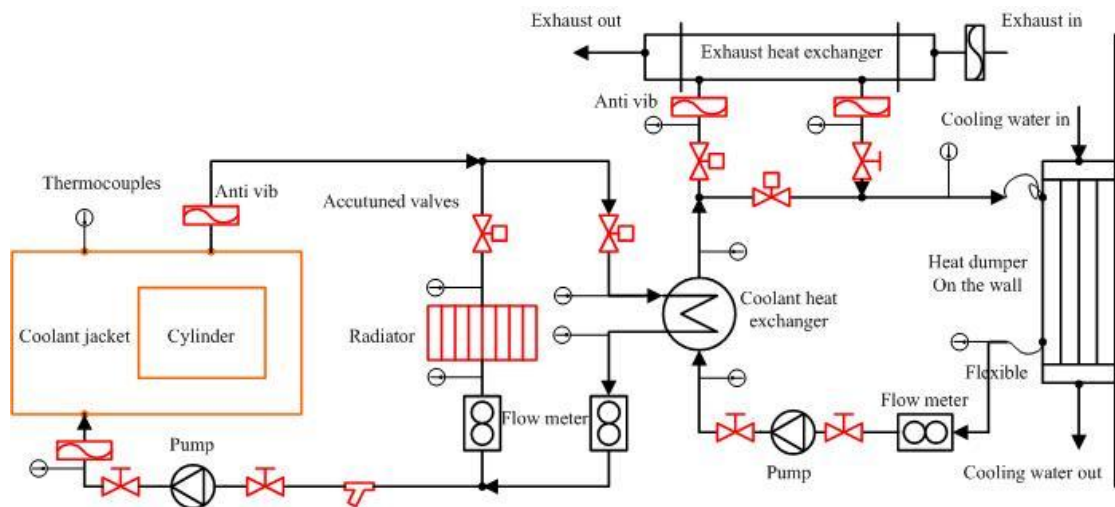 Exhaust out
Exhaust in
Exhaust heat exchanger
Anti vib
Cooling water in
Thermocouples
Anti vib
Accutuned valves
Heat dumper
On the wall
Coolant jacket
Cylinder
Radiator
Coolant heat
exchanger
Flexible
Flow meter
Flow meter
Pump
Pump
Cooling water out